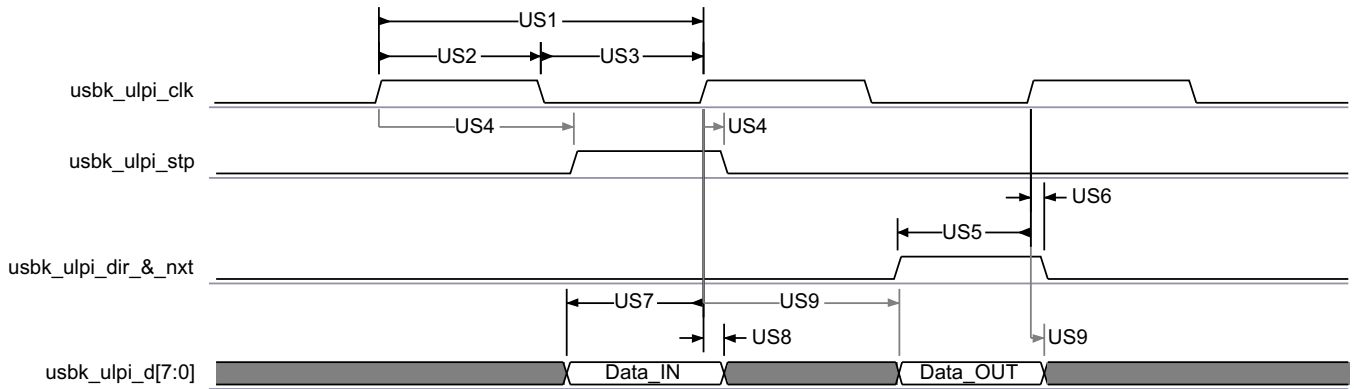 US1
US2 US3
usbk_ulpi_clk
US4 US4
usbk_ulpi_stp
US6
US5
usbk_ulpi_dir_&_nxt
US7 US9
US8 US9
usbk_ulpi_d[7:0] Data_IN Data_OUT